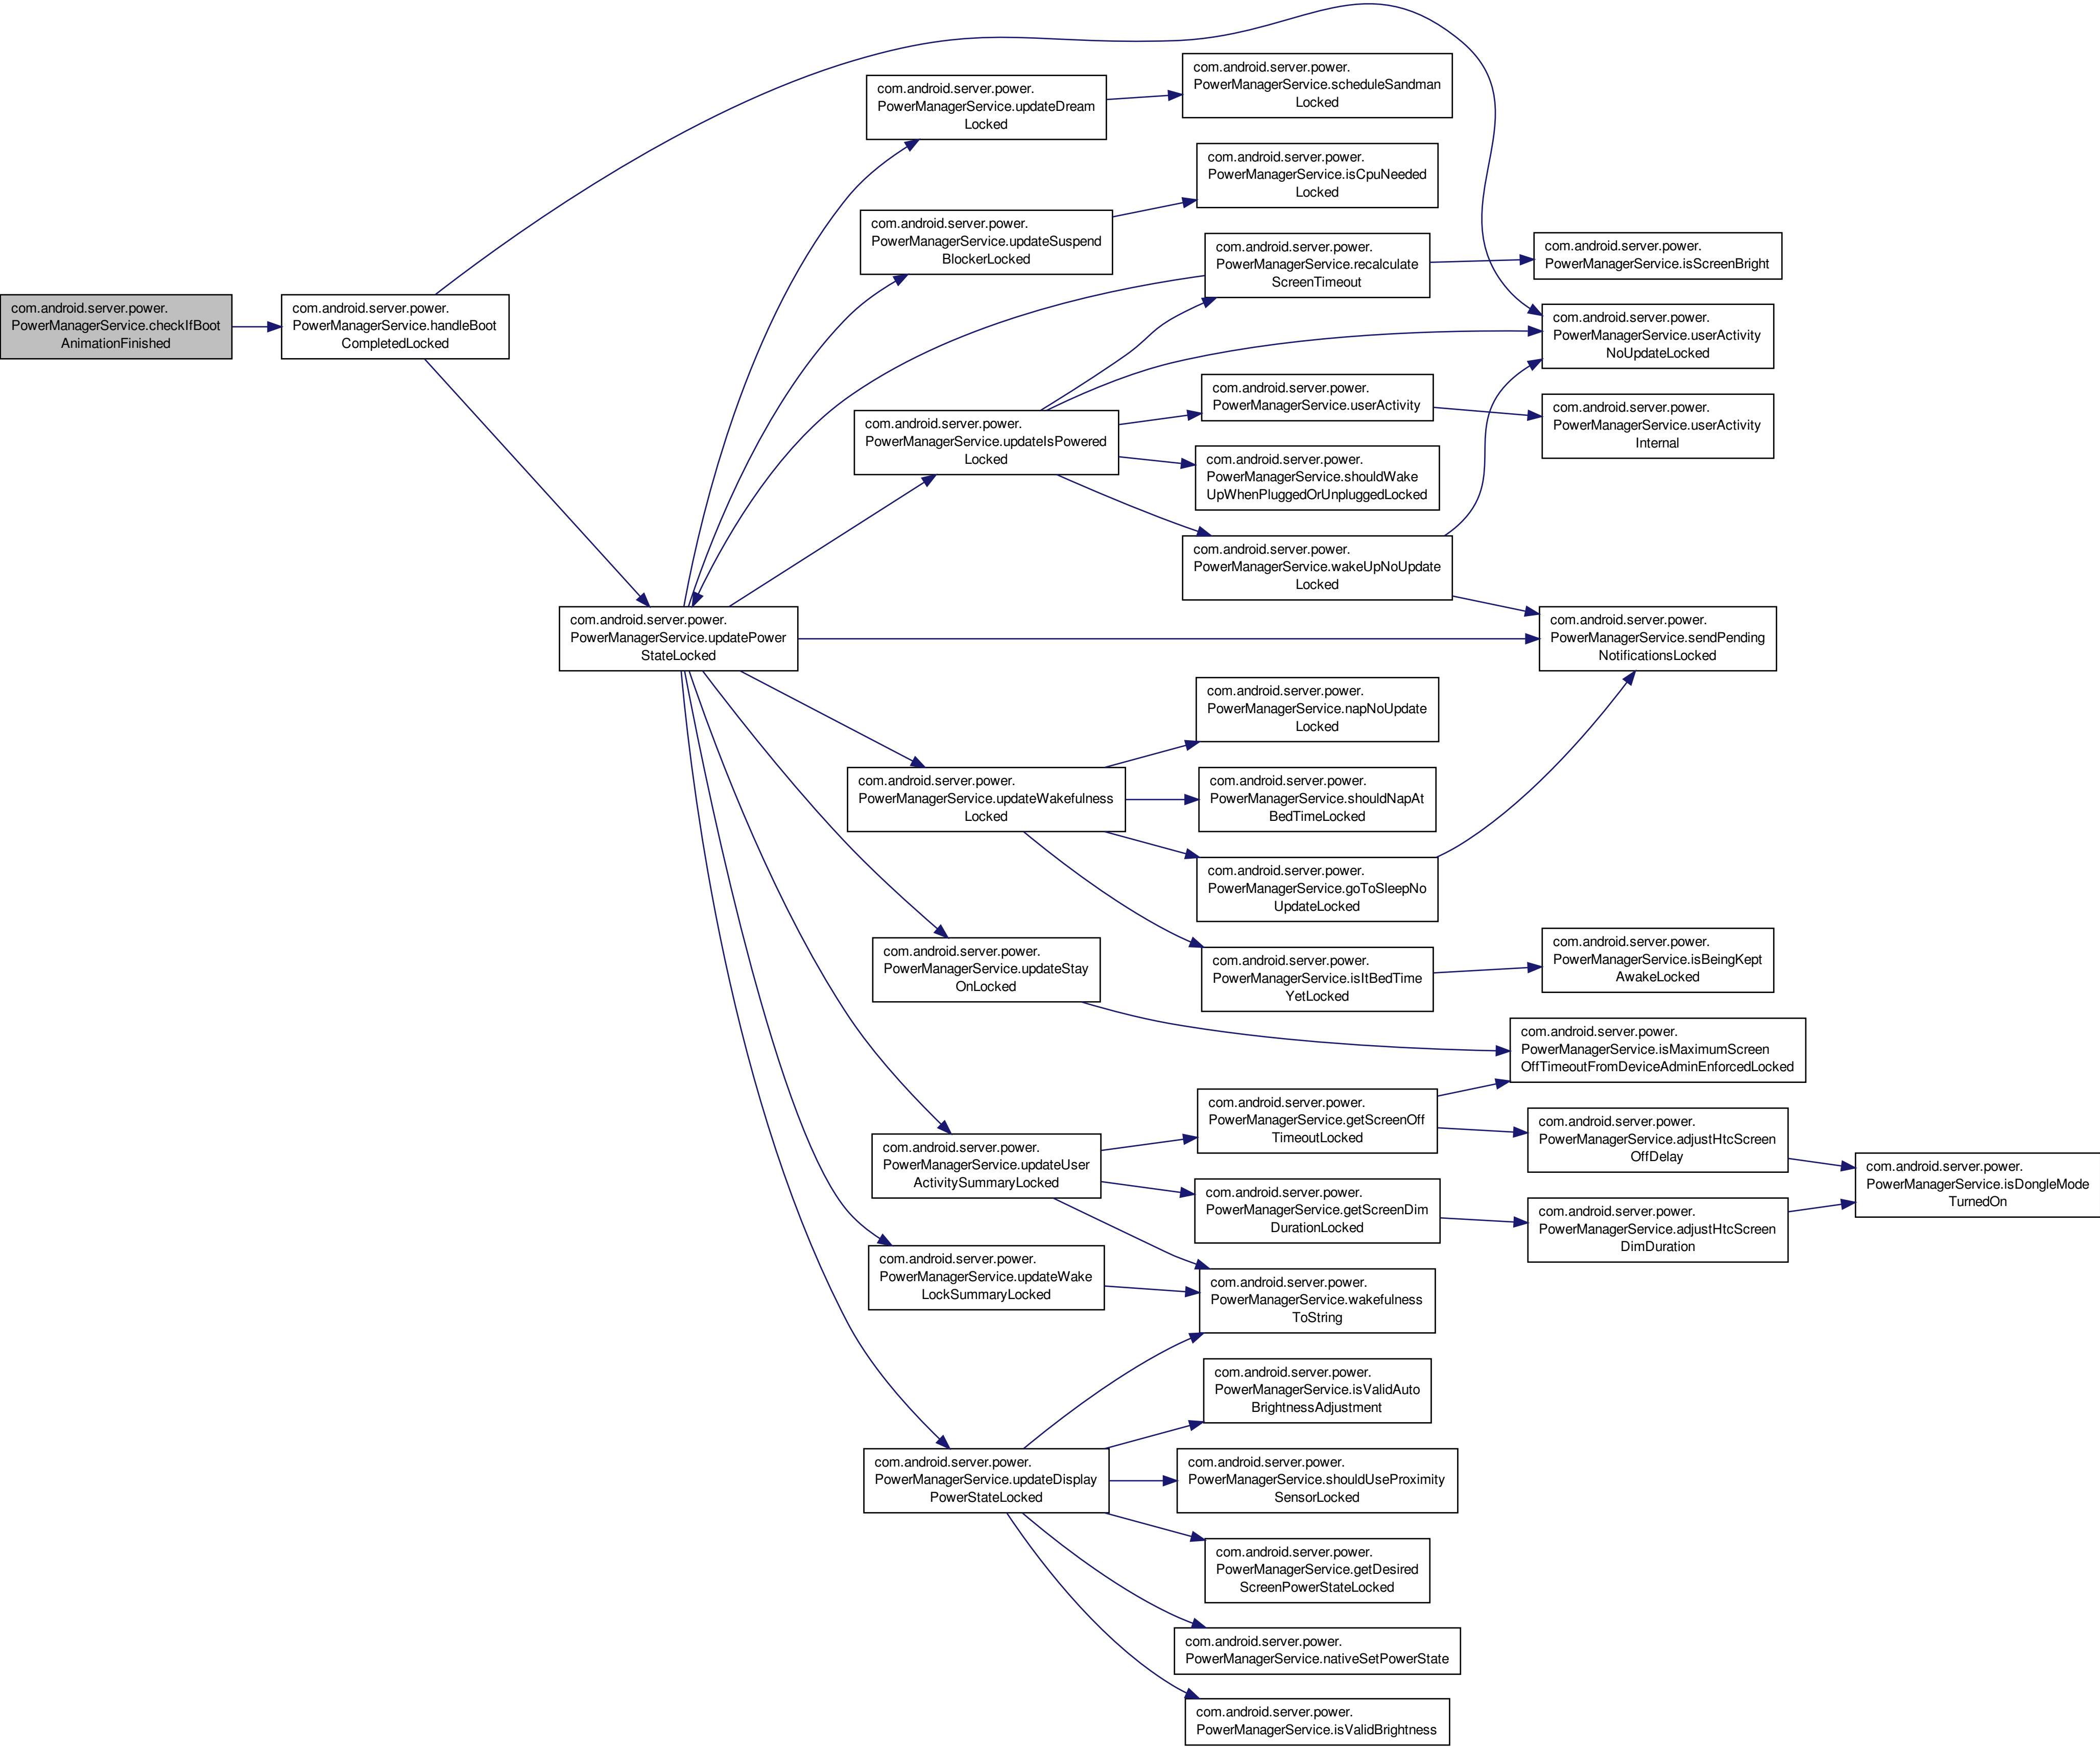 com.android.server.power.
PowerManagerService.checkIfBoot
AnimationFinished
com.android.server.power.
PowerManagerService.handleBoot
CompletedLocked
com.android.server.power.
PowerManagerService.updatePower
StateLocked
com.android.server.power.
PowerManagerService.updateDream
Locked
com.android.server.power.
PowerManagerService.updateSuspend
BlockerLocked
com.android.server.power.
PowerManagerService.updateIsPowered
Locked
com.android.server.power.
PowerManagerService.updateWakefulness
Locked
com.android.server.power.
PowerManagerService.updateStay
OnLocked
com.android.server.power.
PowerManagerService.updateUser
ActivitySummaryLocked
com.android.server.power.
PowerManagerService.updateWake
LockSummaryLocked
com.android.server.power.
PowerManagerService.updateDisplay
PowerStateLocked
com.android.server.power.
PowerManagerService.scheduleSandman
Locked
com.android.server.power.
PowerManagerService.isCpuNeeded
Locked
com.android.server.power.
PowerManagerService.recalculate
ScreenTimeout
com.android.server.power.
PowerManagerService.userActivity
com.android.server.power.
PowerManagerService.shouldWake
UpWhenPluggedOrUnpluggedLocked
com.android.server.power.
PowerManagerService.wakeUpNoUpdate
Locked
com.android.server.power.
PowerManagerService.napNoUpdate
Locked
com.android.server.power.
PowerManagerService.shouldNapAt
BedTimeLocked
com.android.server.power.
PowerManagerService.goToSleepNo
UpdateLocked
com.android.server.power.
PowerManagerService.isItBedTime
YetLocked
com.android.server.power.
PowerManagerService.getScreenOff
TimeoutLocked
com.android.server.power.
PowerManagerService.getScreenDim
DurationLocked
com.android.server.power.
PowerManagerService.wakefulness
ToString
com.android.server.power.
PowerManagerService.isValidAuto
BrightnessAdjustment
com.android.server.power.
PowerManagerService.shouldUseProximity
SensorLocked
com.android.server.power.
PowerManagerService.getDesired
ScreenPowerStateLocked
com.android.server.power.
PowerManagerService.nativeSetPowerState
com.android.server.power.
PowerManagerService.isValidBrightness
com.android.server.power.
PowerManagerService.isScreenBright
com.android.server.power.
PowerManagerService.userActivity
NoUpdateLocked
com.android.server.power.
PowerManagerService.userActivity
Internal
com.android.server.power.
PowerManagerService.sendPending
NotificationsLocked
com.android.server.power.
PowerManagerService.isBeingKept
AwakeLocked
com.android.server.power.
PowerManagerService.isMaximumScreen
OffTimeoutFromDeviceAdminEnforcedLocked
com.android.server.power.
PowerManagerService.adjustHtcScreen
OffDelay
com.android.server.power.
PowerManagerService.adjustHtcScreen
DimDuration
com.android.server.power.
PowerManagerService.isDongleMode
TurnedOn